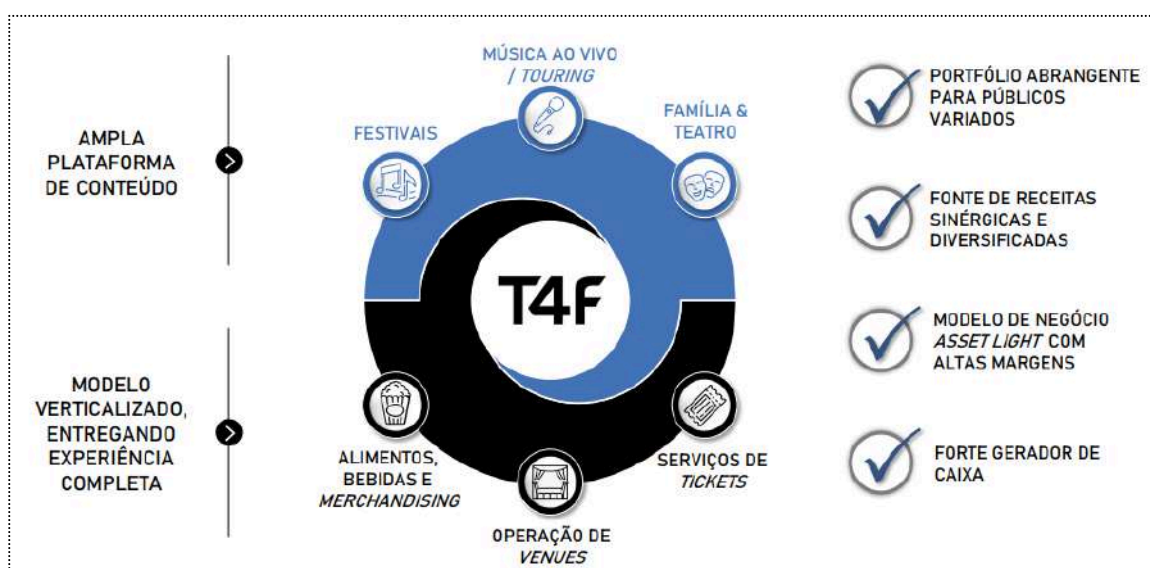 AMPLA
PLATAFORMA
DE CONTEÚDO
MODELO
VERTICALIZADO,
ENTREGANDO
EXPERIÊNCIA
COMPLETA
MÚSICA AO VIVO
/ TOURING
FESTIVAIS
FAMÍLIA &
TEATRO
T4F
ALIMENTOS,
BEBIDAS E
MERCHANDISING
OPERAÇÃO DE
VENUES
SERVIÇOS DE
TICKETS
PORTFÓLIO ABRANGENTE
PARA PÚBLICOS
VARIADOS
FONTE DE RECEITAS
SINÉRGICAS E
DIVERSIFICADAS
MODELO DE NEGÓCIO
ASSET LIGHT COM
ALTAS MARGENS
FORTE GERADOR DE
CAIXA